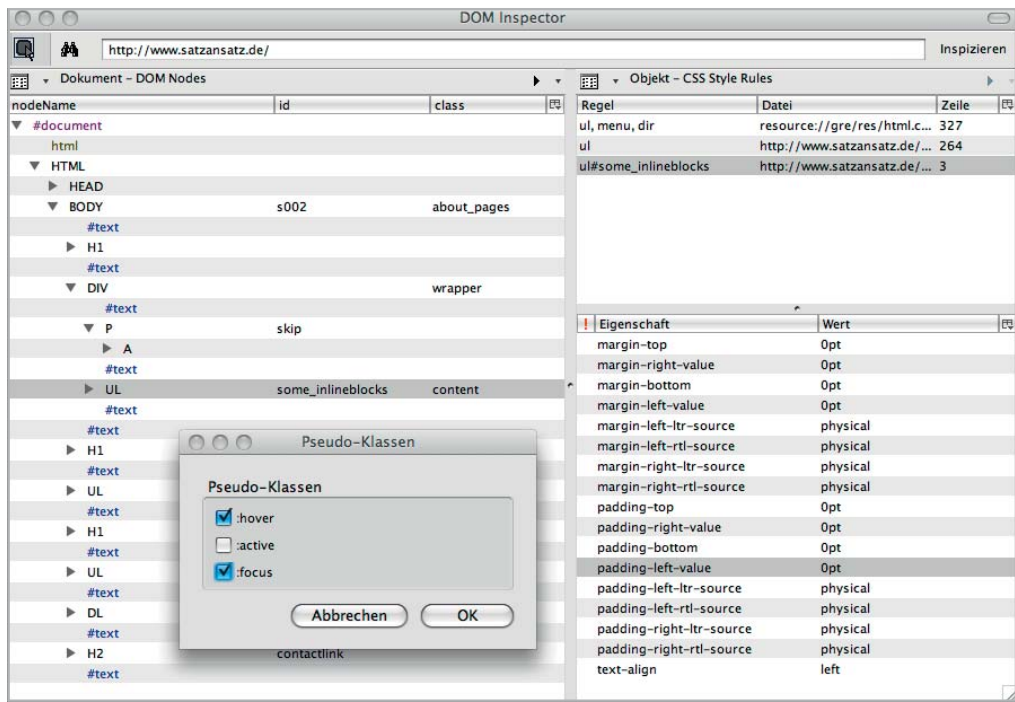 DOM Inspector
http://www.satzansatz.de/
Inspizieren
Dokument – DOM Nodes
nodeName id class
#document
html
HTML
HEAD
BODY s002 about_pages
#text
H1
#text
DIV wrapper
#text
P skip
A
#text
UL some_inlineblocks content
#text
#text
H1
#text
UL
#text
H1
#text
UL
#text
DL
#text
H2 contactlink
#text
Objekt – CSS Style Rules
Regel Datei Zeile
ul, menu, dir resource://gre/res/html.c... 327
ul http://www.satzansatz.de/... 264
ul#some_inlineblocks http://www.satzansatz.de/... 3
! Eigenschaft Wert
margin-top 0pt
margin-right-value 0pt
margin-bottom 0pt
margin-left-value 0pt
margin-left-ltr-source physical
margin-left-rtl-source physical
margin-right-ltr-source physical
margin-right-rtl-source physical
padding-top 0pt
padding-right-value 0pt
padding-bottom 0pt
padding-left-value 0pt
padding-left-ltr-source physical
padding-left-rtl-source physical
padding-right-ltr-source physical
padding-right-rtl-source physical
text-align left
Pseudo-Klassen
Pseudo-Klassen
:hover
:active
:focus
Abbrechen OK